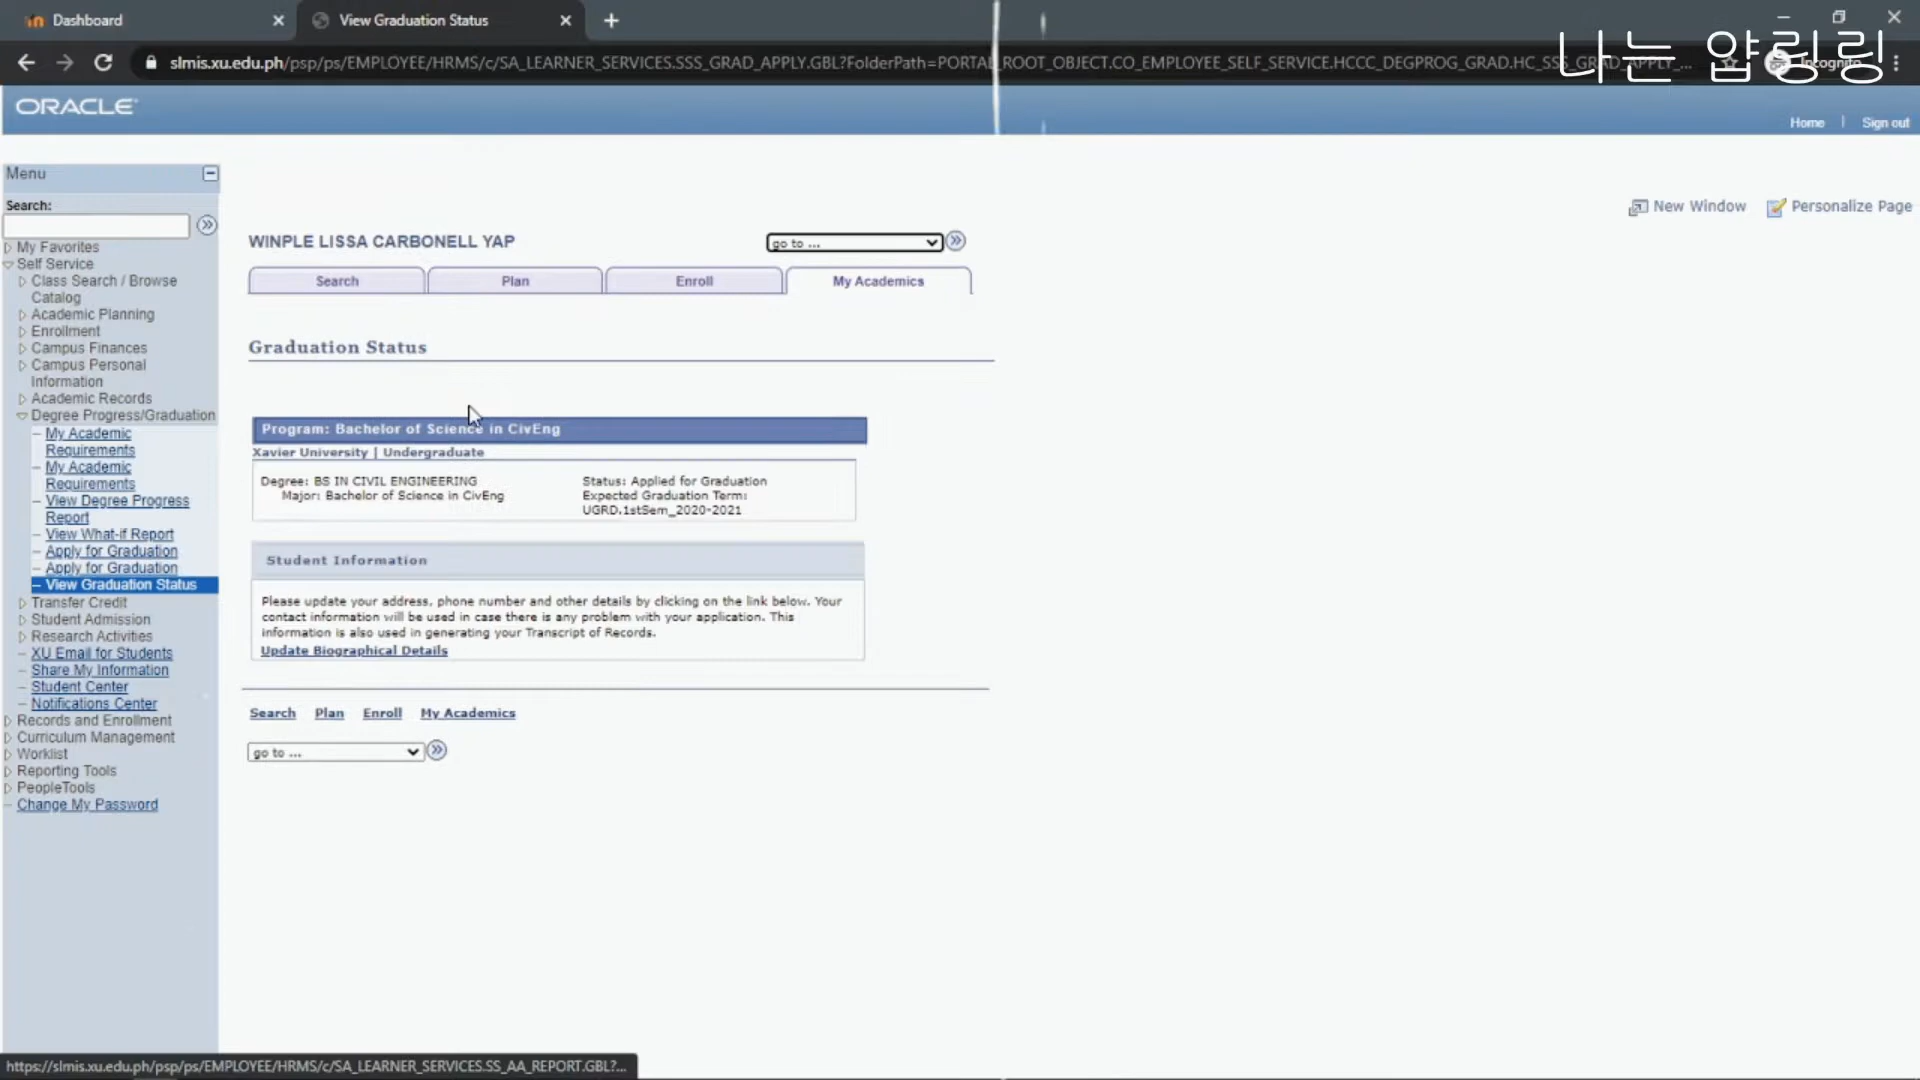 Dashboard
View Graduation Status
slmis.xu.edu.ph/psp/ps/EMPLOYEE/HRMS/c/SA_LEARNER_SERVICES.SSS_GRAD_APPLY.GBL?FolderPath=PORTAL_ROOT_OBJECT.CO_EMPLOYEE_SELF_SERVICE.HCCC_DEGPROG_GRAD.HC_SSS_GRAD_APPLY_...
Incognito
나는 얍링링
ORACLE
Home
Sign out
Menu
Search:
My Favorites
Self Service
Class Search / Browse
Catalog
Academic Planning
Enrollment
Campus Finances
Campus Personal
Information
Academic Records
Degree Progress/Graduation
My Academic
Requirements
My Academic
Requirements
View Degree Progress
Report
View What-if Report
Apply for Graduation
Apply for Graduation
View Graduation Status
Transfer Credit
Student Admission
Research Activities
XU Email for Students
Share My Information
Student Center
Notifications Center
Records and Enrollment
Curriculum Management
Worklist
Reporting Tools
PeopleTools
Change My Password
New Window
Personalize Page
WINPLE LISSA CARBONELL YAP
go to ...
Search
Plan
Enroll
My Academics
Graduation Status
Program: Bachelor of Science in CivEng
Xavier University | Undergraduate
Degree: BS IN CIVIL ENGINEERING
Major: Bachelor of Science in CivEng
Status: Applied for Graduation
Expected Graduation Term:
UGRD.1stSem_2020-2021
Student Information
Please update your address, phone number and other details by clicking on the link below. Your
contact information will be used in case there is any problem with your application. This
information is also used in generating your Transcript of Records.
Update Biographical Details
Search Plan Enroll My Academics
go to ...
https://slmis.xu.edu.ph/psp/ps/EMPLOYEE/HRMS/c/SA_LEARNER_SERVICES.SS_AA_REPORT.GBL?...